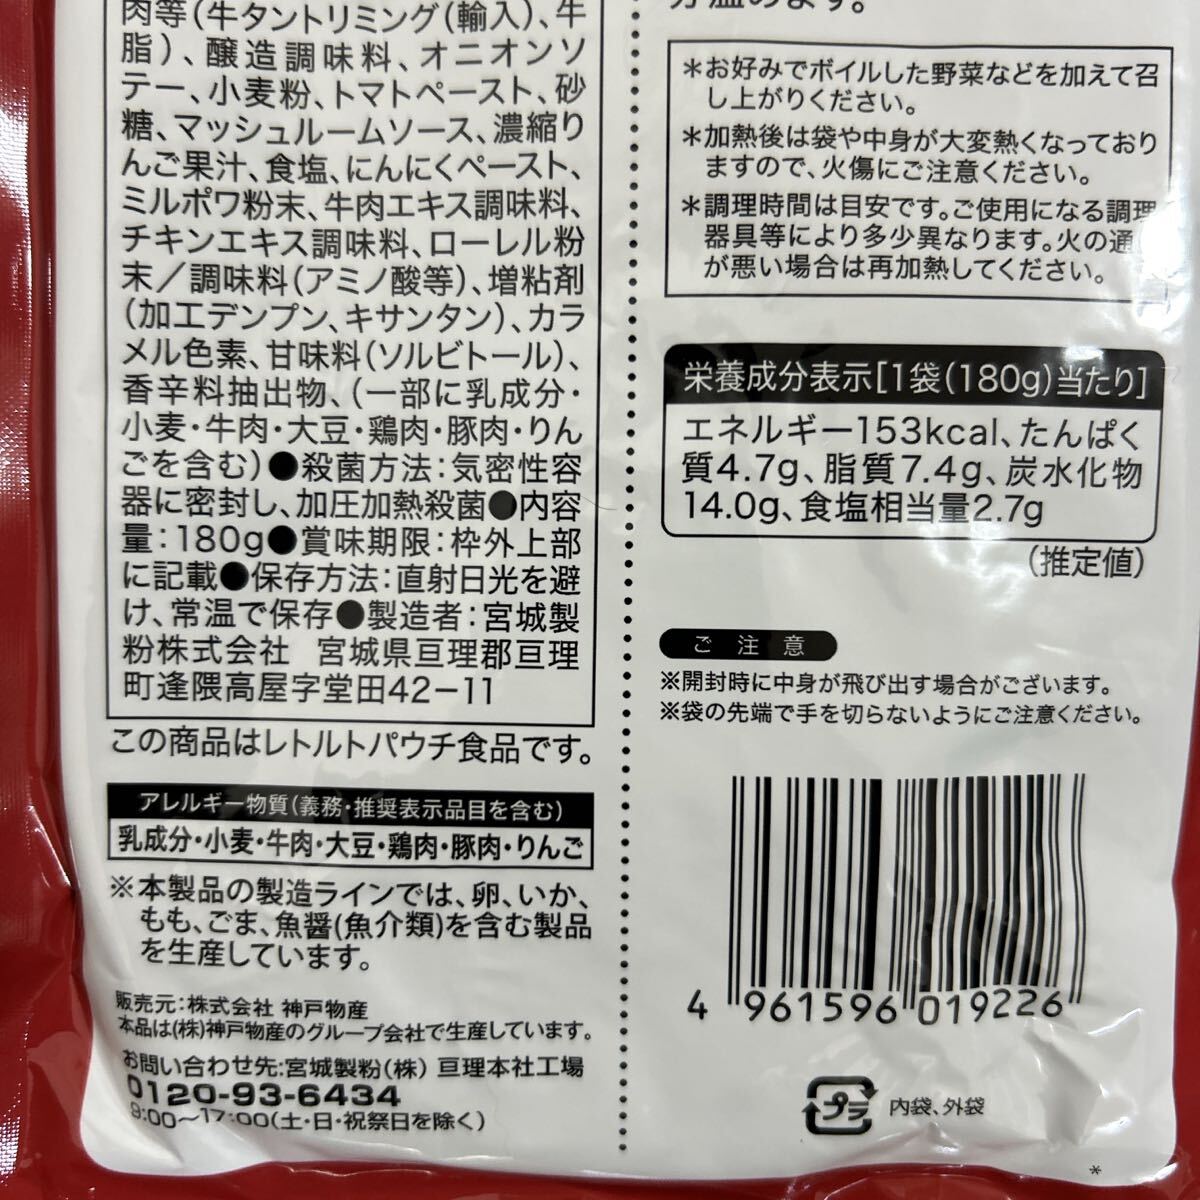 肉等(牛タントリミング(輸入)、牛
脂)、醸造調味料、オニオンソ
テー、小麦粉、トマトペースト、砂
糖、マッシュルームソース、濃縮り
んご果汁、食塩、にんにくペースト、
ミルポワ粉末、牛肉エキス調味料、
チキンエキス調味料、ローレル粉
末/調味料(アミノ酸等)、増粘剤
(加工デンプン、キサンタン)、カラ
メル色素、甘味料(ソルビトール)、
香辛料抽出物、(一部に乳成分・
小麦・牛肉・大豆・鶏肉・豚肉・りん
ごを含む)●殺菌方法:気密性容
器に密封し、加圧加熱殺菌●内容
量:180g●賞味期限:枠外上部
に記載●保存方法:直射日光を避
け、常温で保存●製造者:宮城製
粉株式会社 宮城県亘理郡亘理
町逢隈高屋字堂田42−11
この商品はレトルトパウチ食品です。
アレルギー物質(義務・推奨表示品目を含む)
乳成分・小麦・牛肉・大豆・鶏肉・豚肉・りんご
※本製品の製造ラインでは、卵、いか、
もも、ごま、魚醤(魚介類)を含む製品
を生産しています。
販売元:株式会社 神戸物産
本品は(株)神戸物産のグループ会社で生産しています。
お問い合わせ先:宮城製粉(株) 亘理本社工場
0120-93-6434
9:00〜17:00(土・日・祝祭日を除く)
分温めます。
*お好みでボイルした野菜などを加えて召
し上がりください。
*加熱後は袋や中身が大変熱くなっており
ますので、火傷にご注意ください。
*調理時間は目安です。ご使用になる調理
器具等により多少異なります。火の通
が悪い場合は再加熱してください。
栄養成分表示[1袋(180g)当たり]
エネルギー153kcal、たんぱく
質4.7g、脂質7.4g、炭水化物
14.0g、食塩相当量2.7g
(推定値)
ご注意
※開封時に中身が飛び出す場合がございます。
※袋の先端で手を切らないようにご注意ください。
4 961596 019226
プラ 内袋、外袋
*